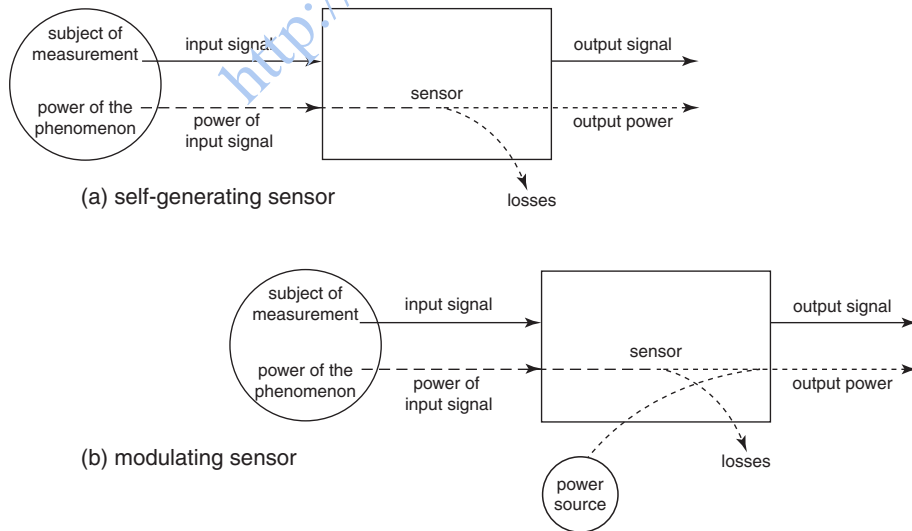 subject of
measurement
input signal
output signal
power of the
phenomenon
power of
input signal
sensor
output power
losses
(a) self-generating sensor
http:/
subject of
measurement
input signal
output signal
power of the
phenomenon
power of
input signal
sensor
output power
losses
power
source
(b) modulating sensor